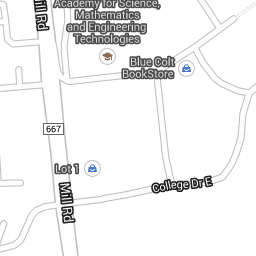 Academy for Science,
Mathematics
and Engineering
Technologies
Mill Rd
Blue Colt
BookStore
667
Lot 1
Mill Rd
College Dr E